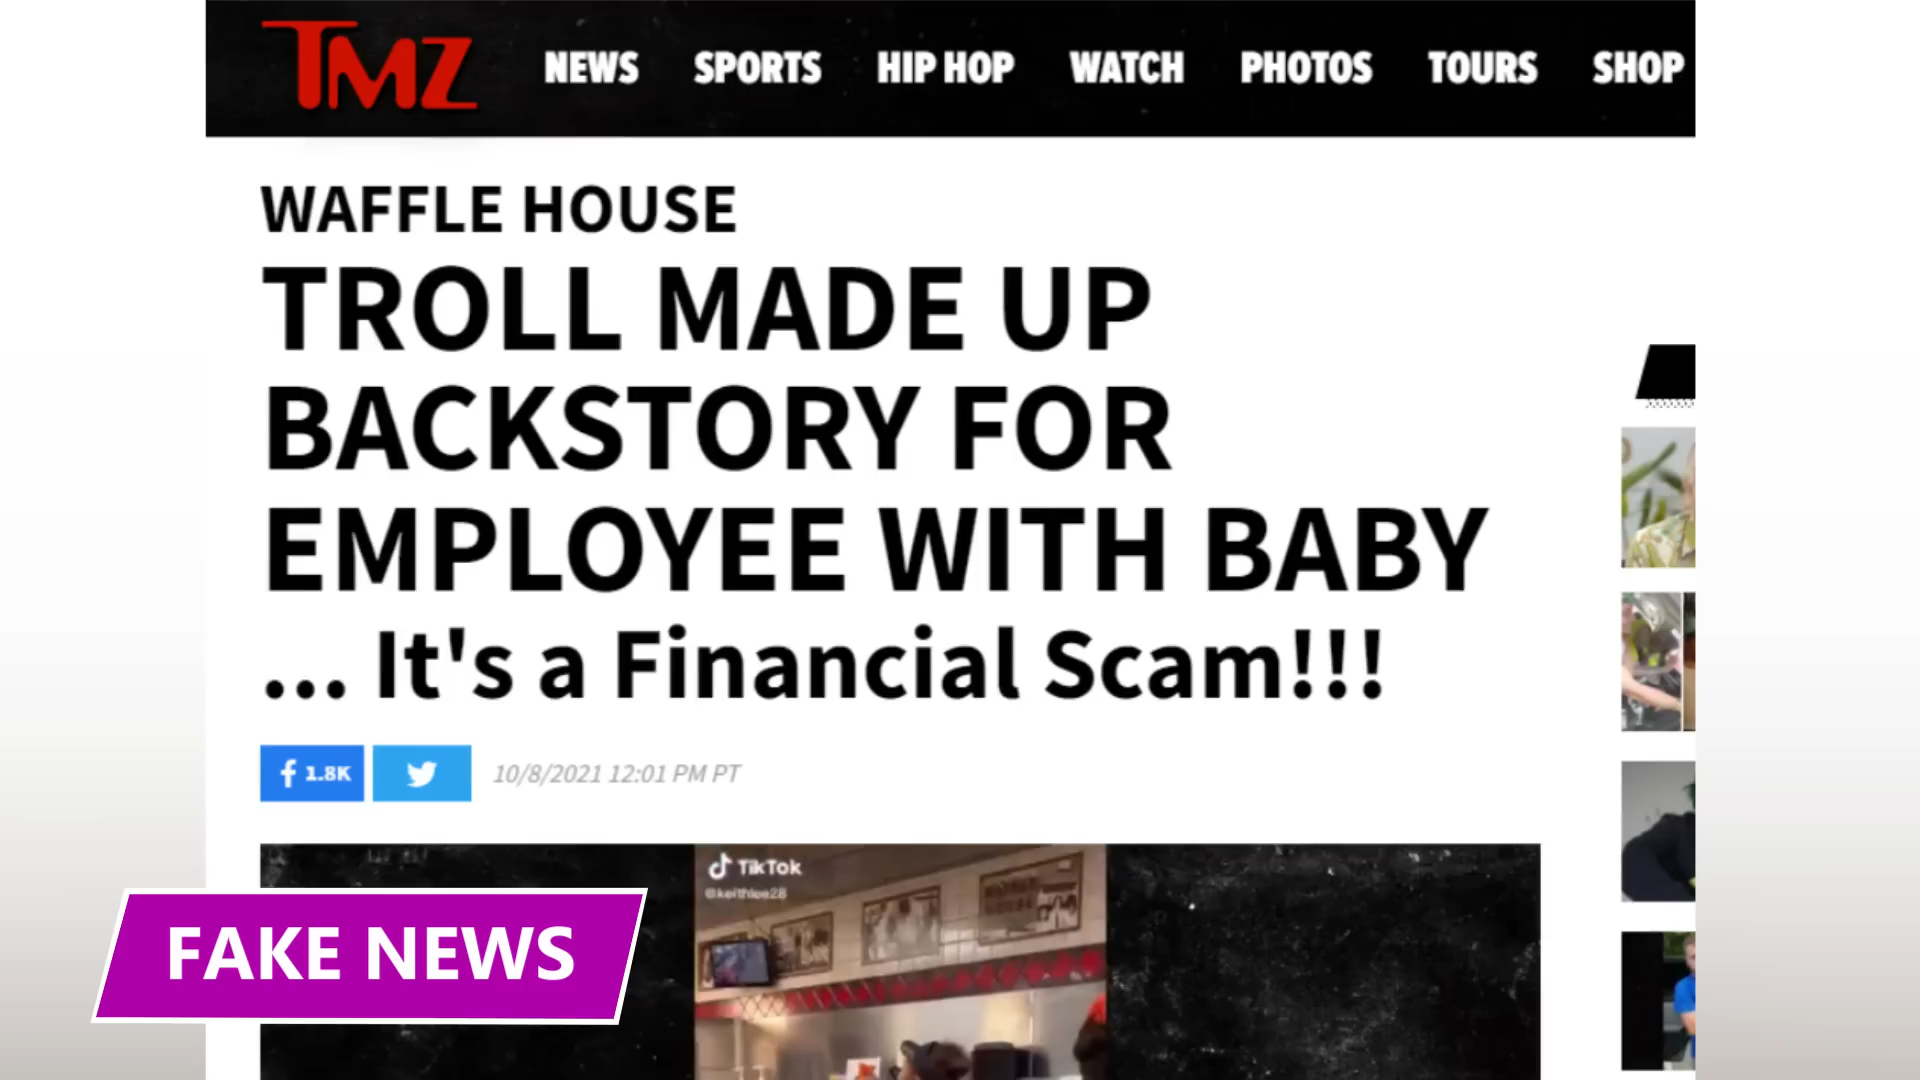 TMZ NEWS SPORTS HIP HOP WATCH PHOTOS TOURS SHOP
WAFFLE HOUSE
TROLL MADE UP
BACKSTORY FOR
EMPLOYEE WITH BABY
... It's a Financial Scam!!!
1.8K 10/8/2021 12:01 PM PT
TikTok
@keithlee28
FAKE NEWS